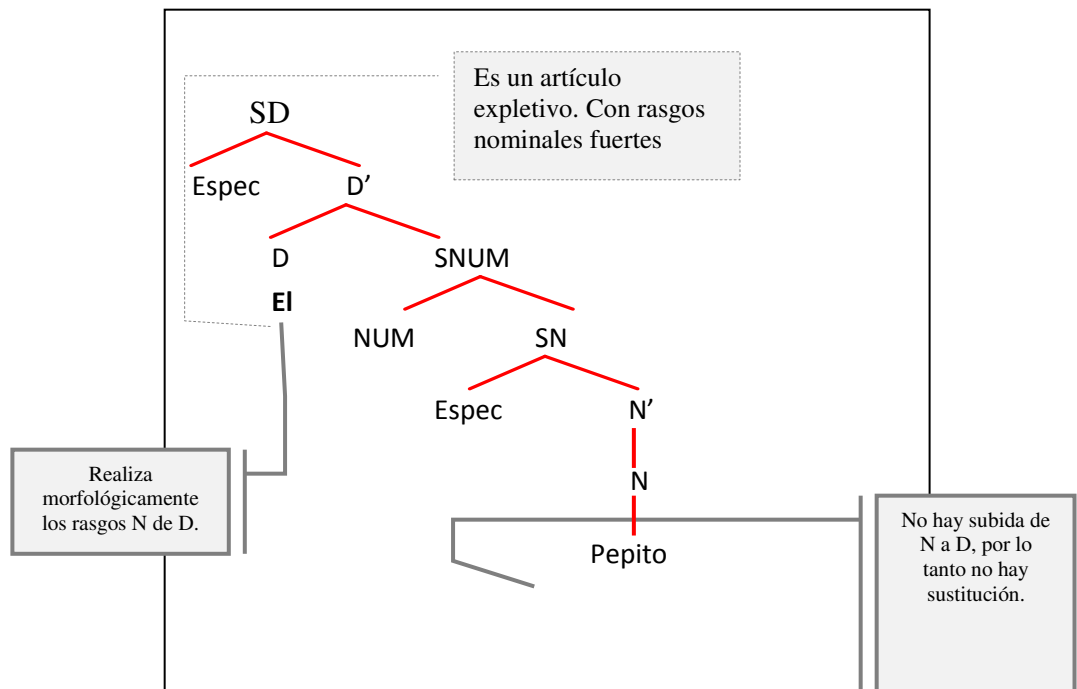 Es un artículo
expletivo. Con rasgos
nominales fuertes
SD
Espec D’
D SNUM
El
NUM SN
Espec N’
Realiza
morfológicamente
los rasgos N de D.
N
Pepito
No hay subida de
N a D, por lo
tanto no hay
sustitución.